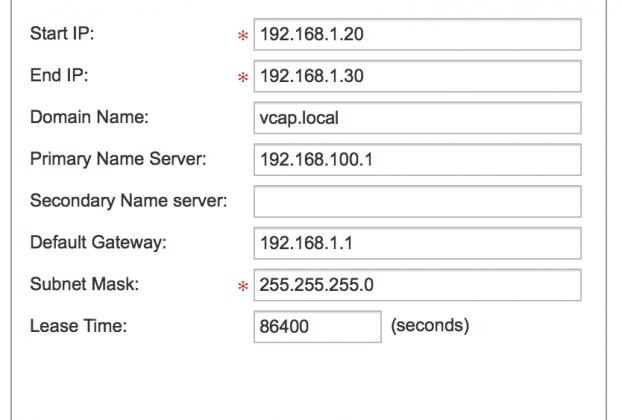 Start IP: * 192.168.1.20
End IP: * 192.168.1.30
Domain Name: vcap.local
Primary Name Server: 192.168.100.1
Secondary Name server:
Default Gateway: 192.168.1.1
Subnet Mask: * 255.255.255.0
Lease Time: 86400 (seconds)